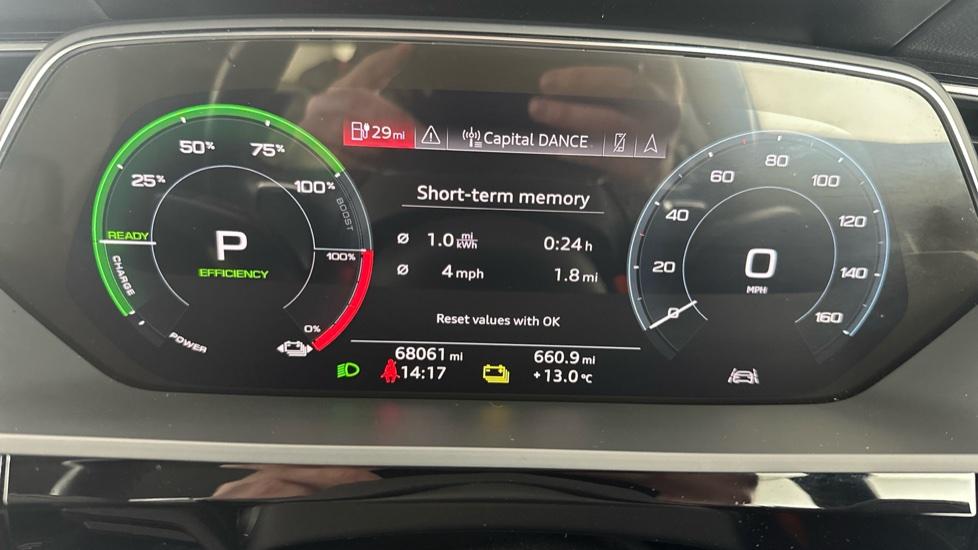 29 mi Capital DANCE
50% 75%
25% 100%
BOOST
READY P 100%
EFFICIENCY
CHARGE
POWER
0%
Short-term memory
Ø 1.0 mi/kWh 0:24 h
Ø 4 mph 1.8 mi
Reset values with OK
68061 mi 660.9 mi
14:17 +13.0 °C
80
60 100
40 120
20 0 140
MPH
0 160